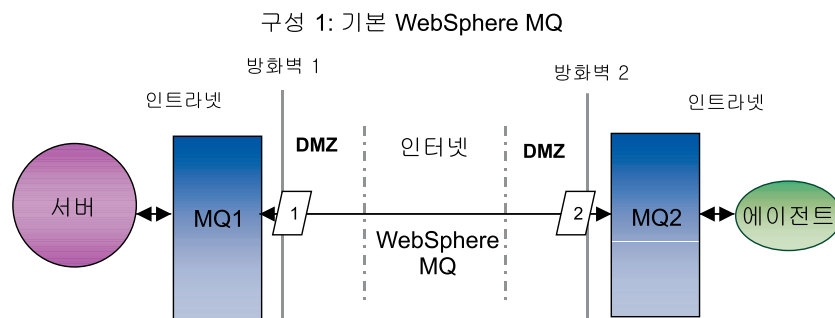 구성 1: 기본 WebSphere MQ
방화벽 1
방화벽 2
인트라넷
인트라넷
DMZ
인터넷
DMZ
서버
MQ1
1
2
MQ2
에이전트
WebSphere
MQ